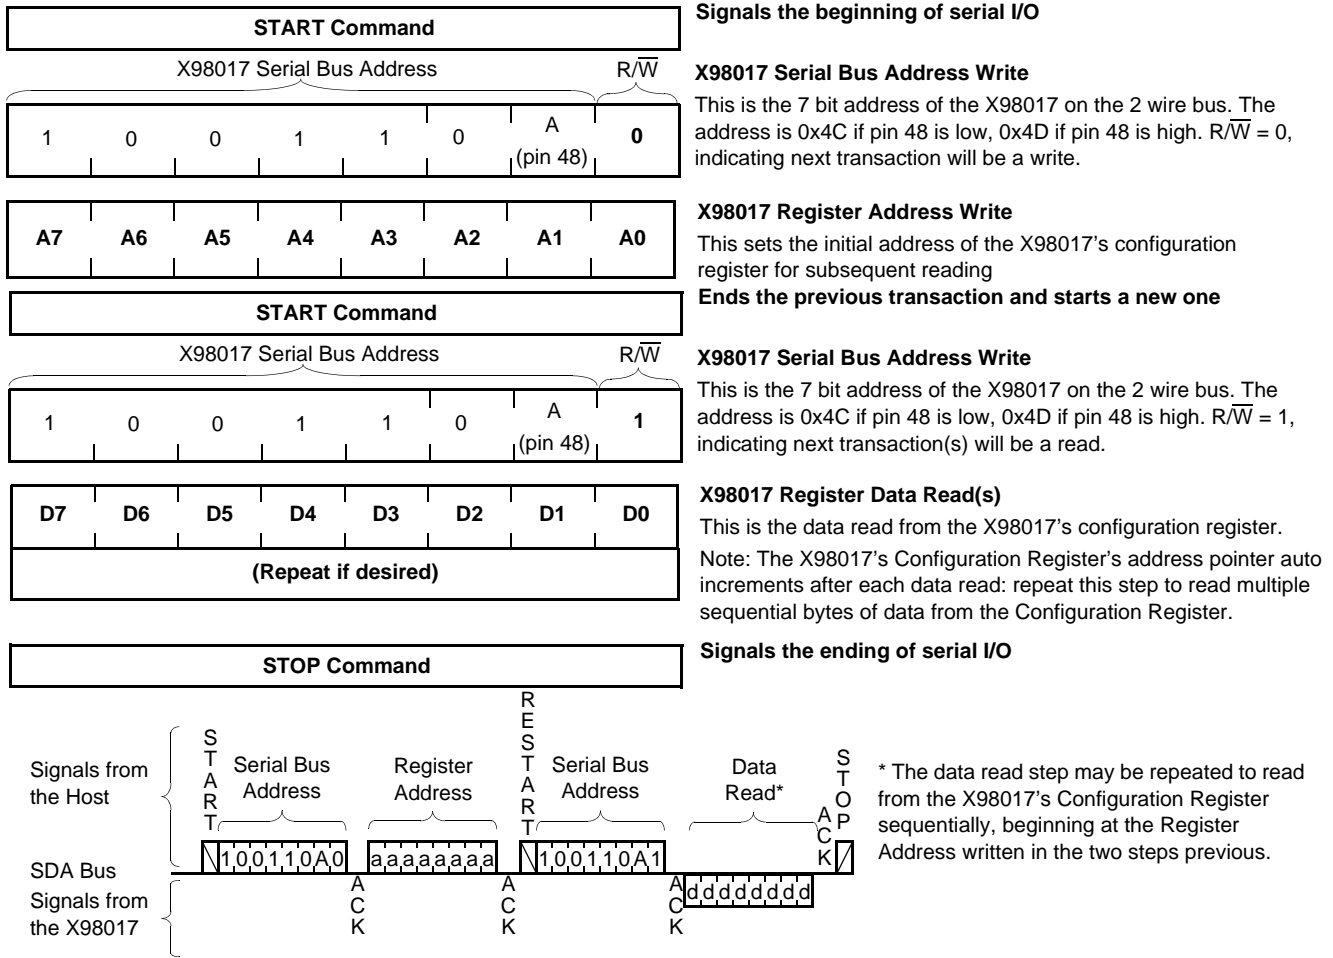 START Command
Signals the beginning of serial I/O
X98017 Serial Bus Address
R/W̅
1 0 0 1 1 0 A (pin 48) 0
X98017 Serial Bus Address Write
This is the 7 bit address of the X98017 on the 2 wire bus. The
address is 0x4C if pin 48 is low, 0x4D if pin 48 is high. R/W̅ = 0,
indicating next transaction will be a write.
A7 A6 A5 A4 A3 A2 A1 A0
X98017 Register Address Write
This sets the initial address of the X98017's configuration
register for subsequent reading
START Command
Ends the previous transaction and starts a new one
X98017 Serial Bus Address
R/W̅
1 0 0 1 1 0 A (pin 48) 1
X98017 Serial Bus Address Write
This is the 7 bit address of the X98017 on the 2 wire bus. The
address is 0x4C if pin 48 is low, 0x4D if pin 48 is high. R/W̅ = 1,
indicating next transaction(s) will be a read.
D7 D6 D5 D4 D3 D2 D1 D0
(Repeat if desired)
X98017 Register Data Read(s)
This is the data read from the X98017's configuration register.
Note: The X98017's Configuration Register's address pointer auto
increments after each data read: repeat this step to read multiple
sequential bytes of data from the Configuration Register.
STOP Command
Signals the ending of serial I/O
Signals from
the Host
START
Serial Bus
Address
Register
Address
RESTART
Serial Bus
Address
Data
Read*
ACK
STOP
* The data read step may be repeated to read
from the X98017's Configuration Register
sequentially, beginning at the Register
Address written in the two steps previous.
SDA Bus
1 0 0 1 1 0 A 0
a a a a a a a a
1 0 0 1 1 0 A 1
Signals from
the X98017
ACK
ACK
ACK
d d d d d d d d